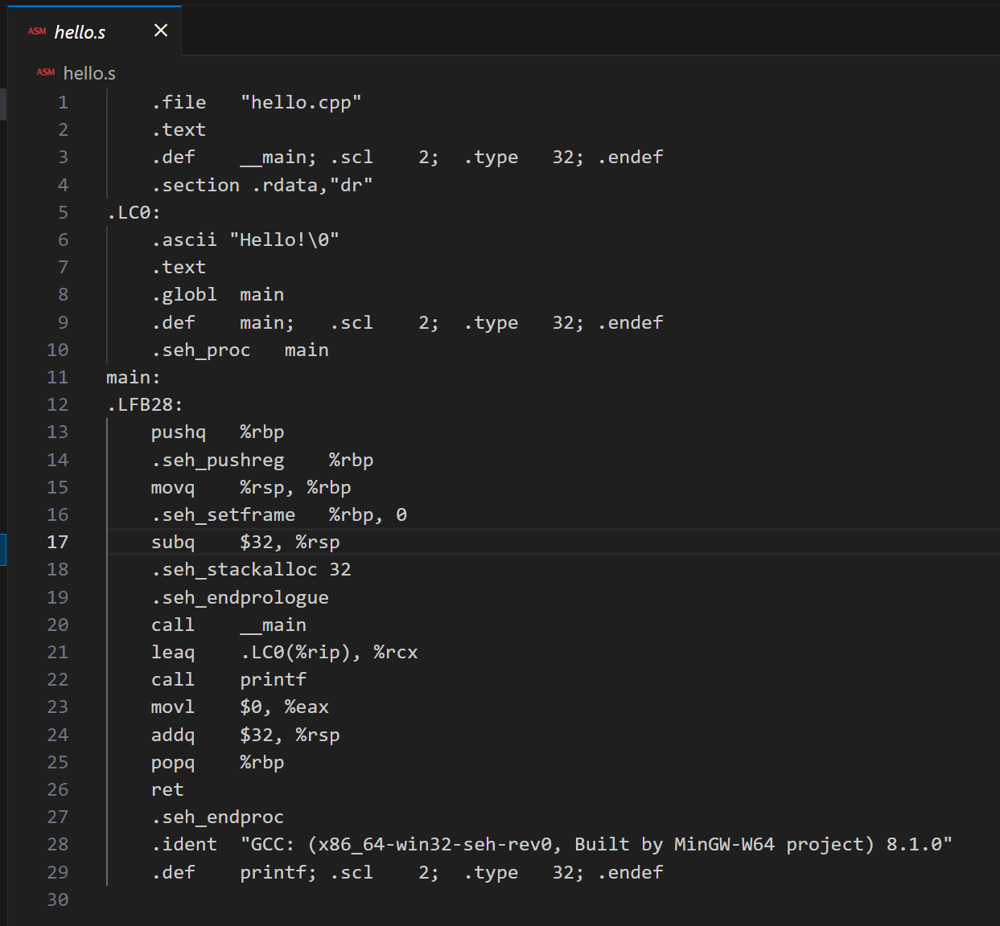 ASM hello.s ×
ASM hello.s
1 .file "hello.cpp"
2 .text
3 .def __main; .scl 2; .type 32; .endef
4 .section .rdata,"dr"
5 .LC0:
6 .ascii "Hello!\0"
7 .text
8 .globl main
9 .def main; .scl 2; .type 32; .endef
10 .seh_proc main
11 main:
12 .LFB28:
13 pushq %rbp
14 .seh_pushreg %rbp
15 movq %rsp, %rbp
16 .seh_setframe %rbp, 0
17 subq $32, %rsp
18 .seh_stackalloc 32
19 .seh_endprologue
20 call __main
21 leaq .LC0(%rip), %rcx
22 call printf
23 movl $0, %eax
24 addq $32, %rsp
25 popq %rbp
26 ret
27 .seh_endproc
28 .ident "GCC: (x86_64-win32-seh-rev0, Built by MinGW-W64 project) 8.1.0"
29 .def printf; .scl 2; .type 32; .endef
30